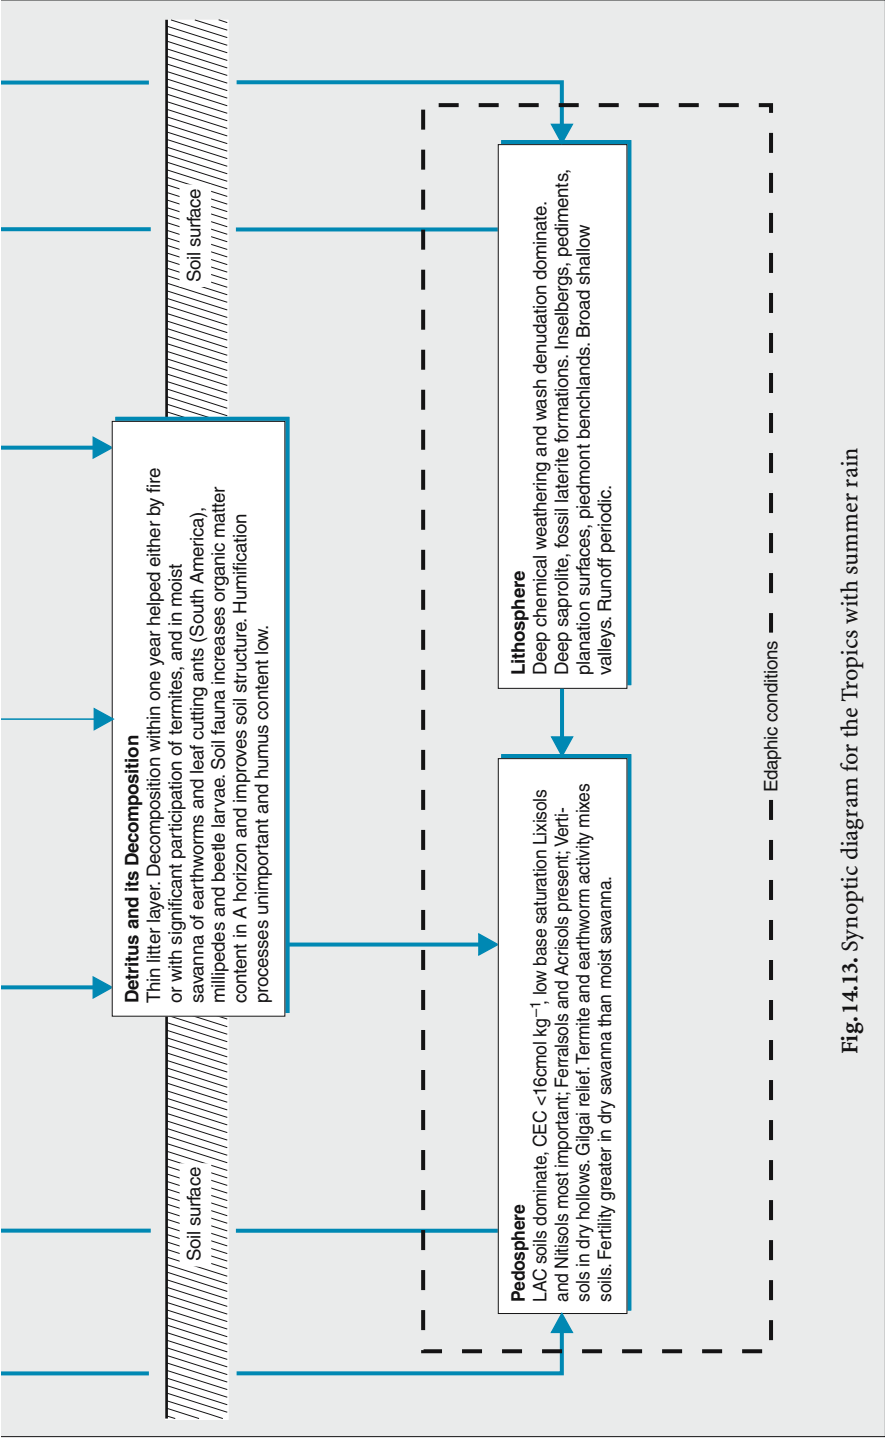 Soil surface
Soil surface
Detritus and its Decomposition
Thin litter layer. Decomposition within one year helped either by fire
or with significant participation of termites, and in moist
savanna of earthworms and leaf cutting ants (South America),
millipedes and beetle larvae. Soil fauna increases organic matter
content in A horizon and improves soil structure. Humification
processes unimportant and humus content low.
Pedosphere
LAC soils dominate, CEC <16cmol kg⁻¹, low base saturation Lixisols
and Nitisols most important; Ferralsols and Acrisols present; Verti-
sols in dry hollows. Gilgai relief. Termite and earthworm activity mixes
soils. Fertility greater in dry savanna than moist savanna.
Lithosphere
Deep chemical weathering and wash denudation dominate.
Deep saprolite, fossil laterite formations. Inselbergs, pediments,
planation surfaces, piedmont benchlands. Broad shallow
valleys. Runoff periodic.
Edaphic conditions
Fig. 14.13. Synoptic diagram for the Tropics with summer rain